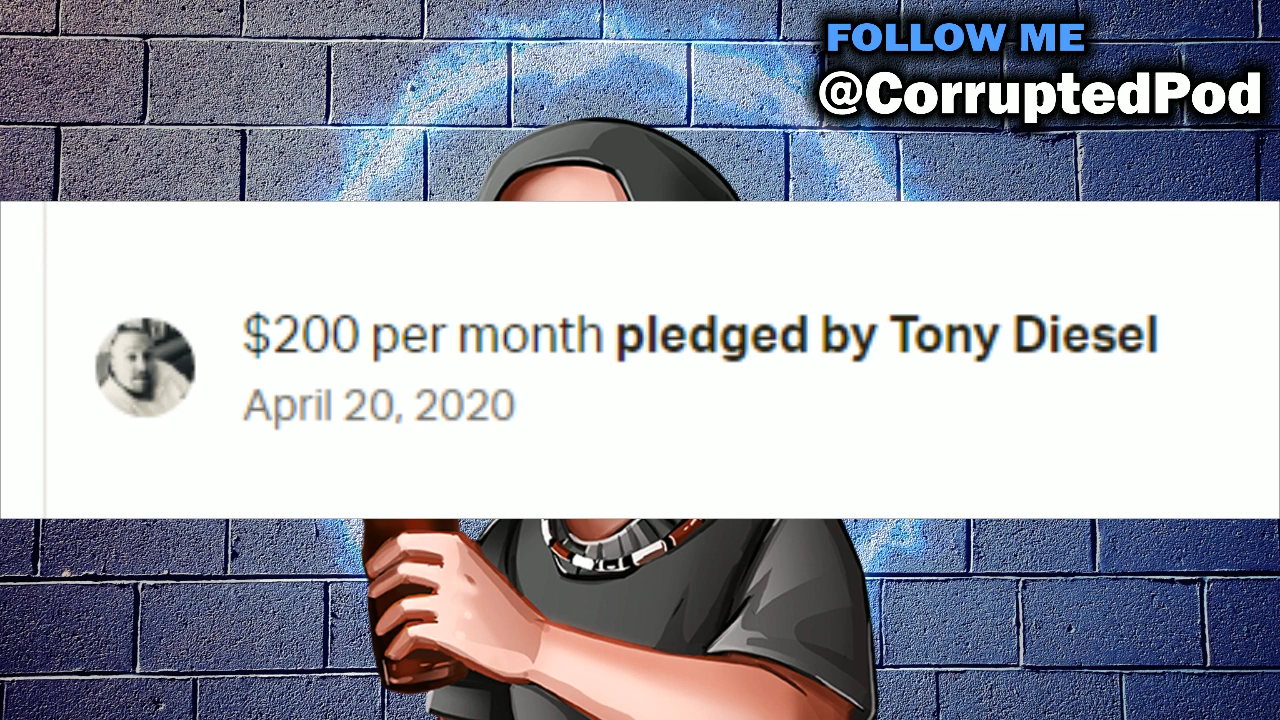 FOLLOW ME
@CorruptedPod
$200 per month pledged by Tony Diesel
April 20, 2020